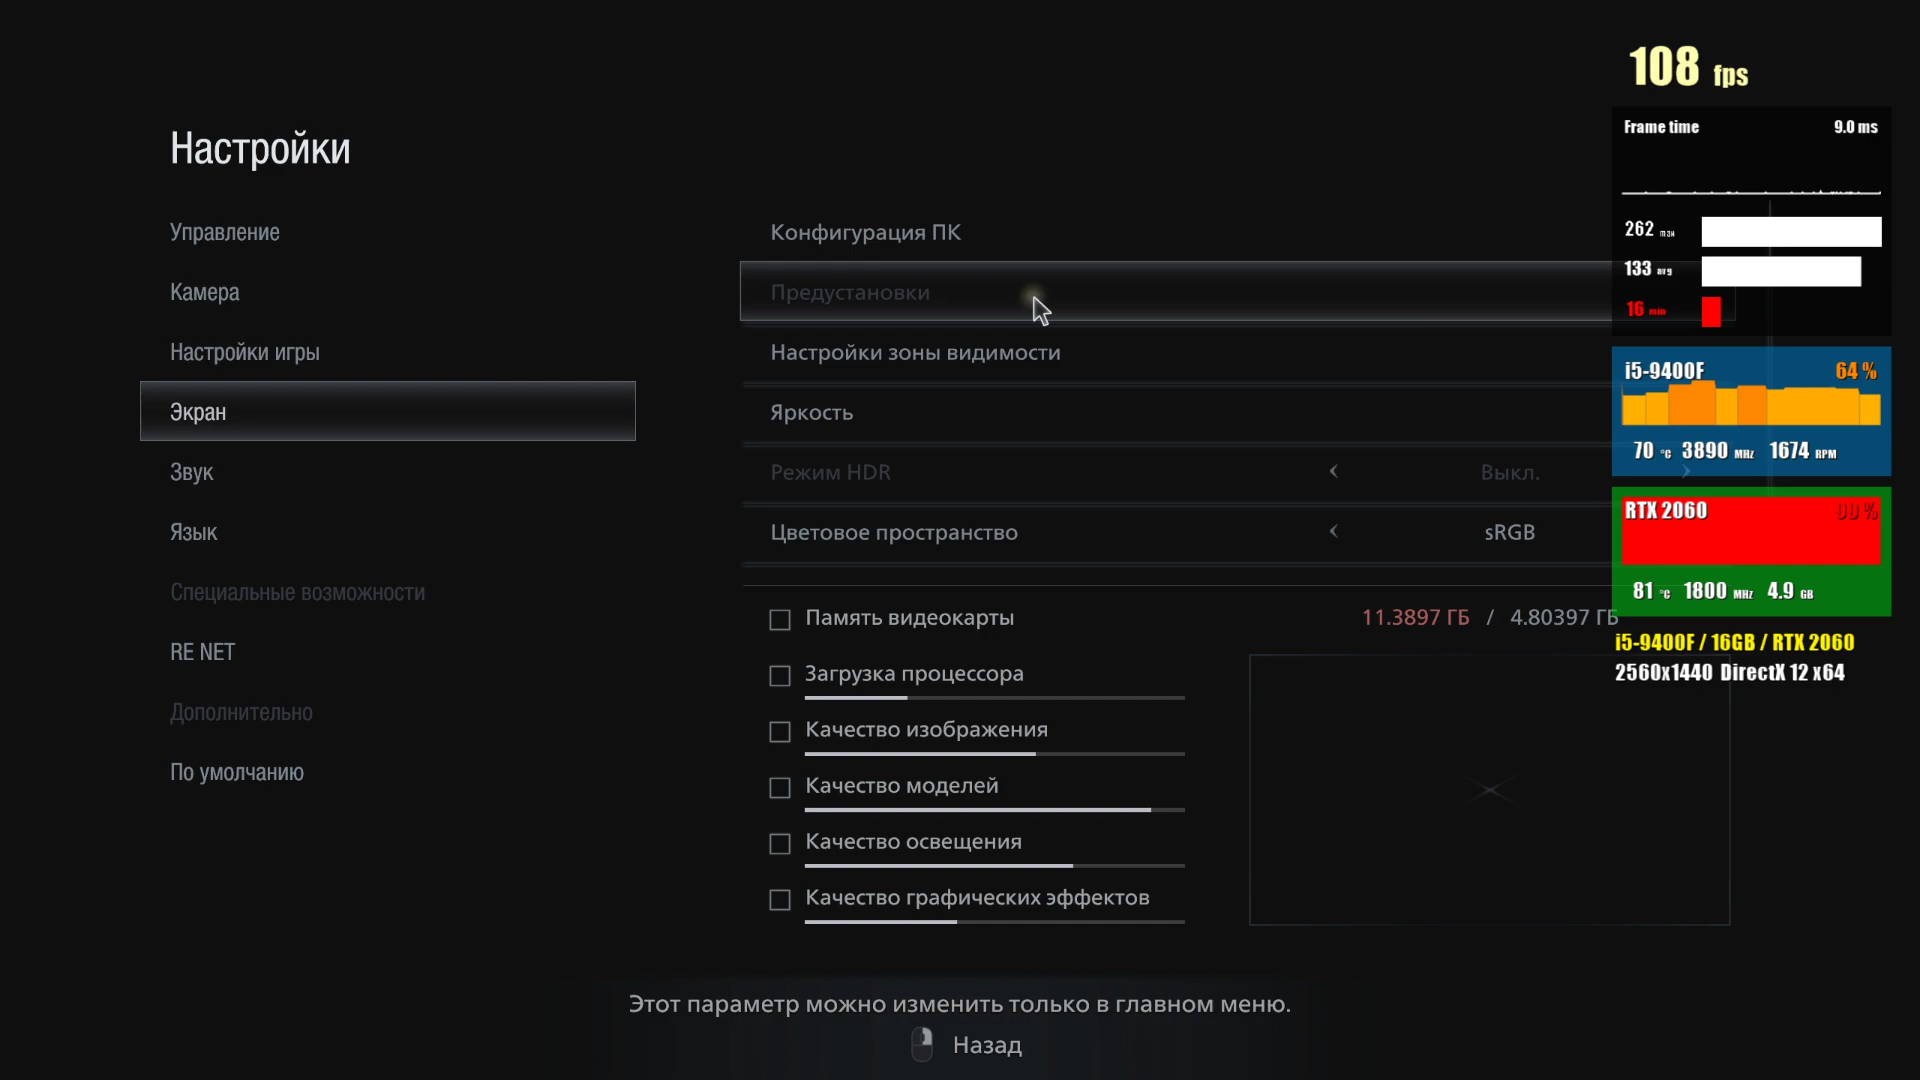 108 fps
Frame time 9.0 ms
262 max
133 avg
16 min
i5-9400F 64 %
70 °C 3890 MHz 1674 RPM
RTX 2060 99 %
81 °C 1800 MHz 4.9 GB
i5-9400F / 16GB / RTX 2060
2560x1440 DirectX 12 x64
Настройки
Управление
Камера
Настройки игры
Экран
Звук
Язык
Специальные возможности
RE NET
Дополнительно
По умолчанию
Конфигурация ПК
Предустановки
Настройки зоны видимости
Яркость
Режим HDR Выкл.
Цветовое пространство sRGB
Память видеокарты 11.3897 ГБ / 4.80397 ГБ
Загрузка процессора
Качество изображения
Качество моделей
Качество освещения
Качество графических эффектов
Этот параметр можно изменить только в главном меню.
Назад